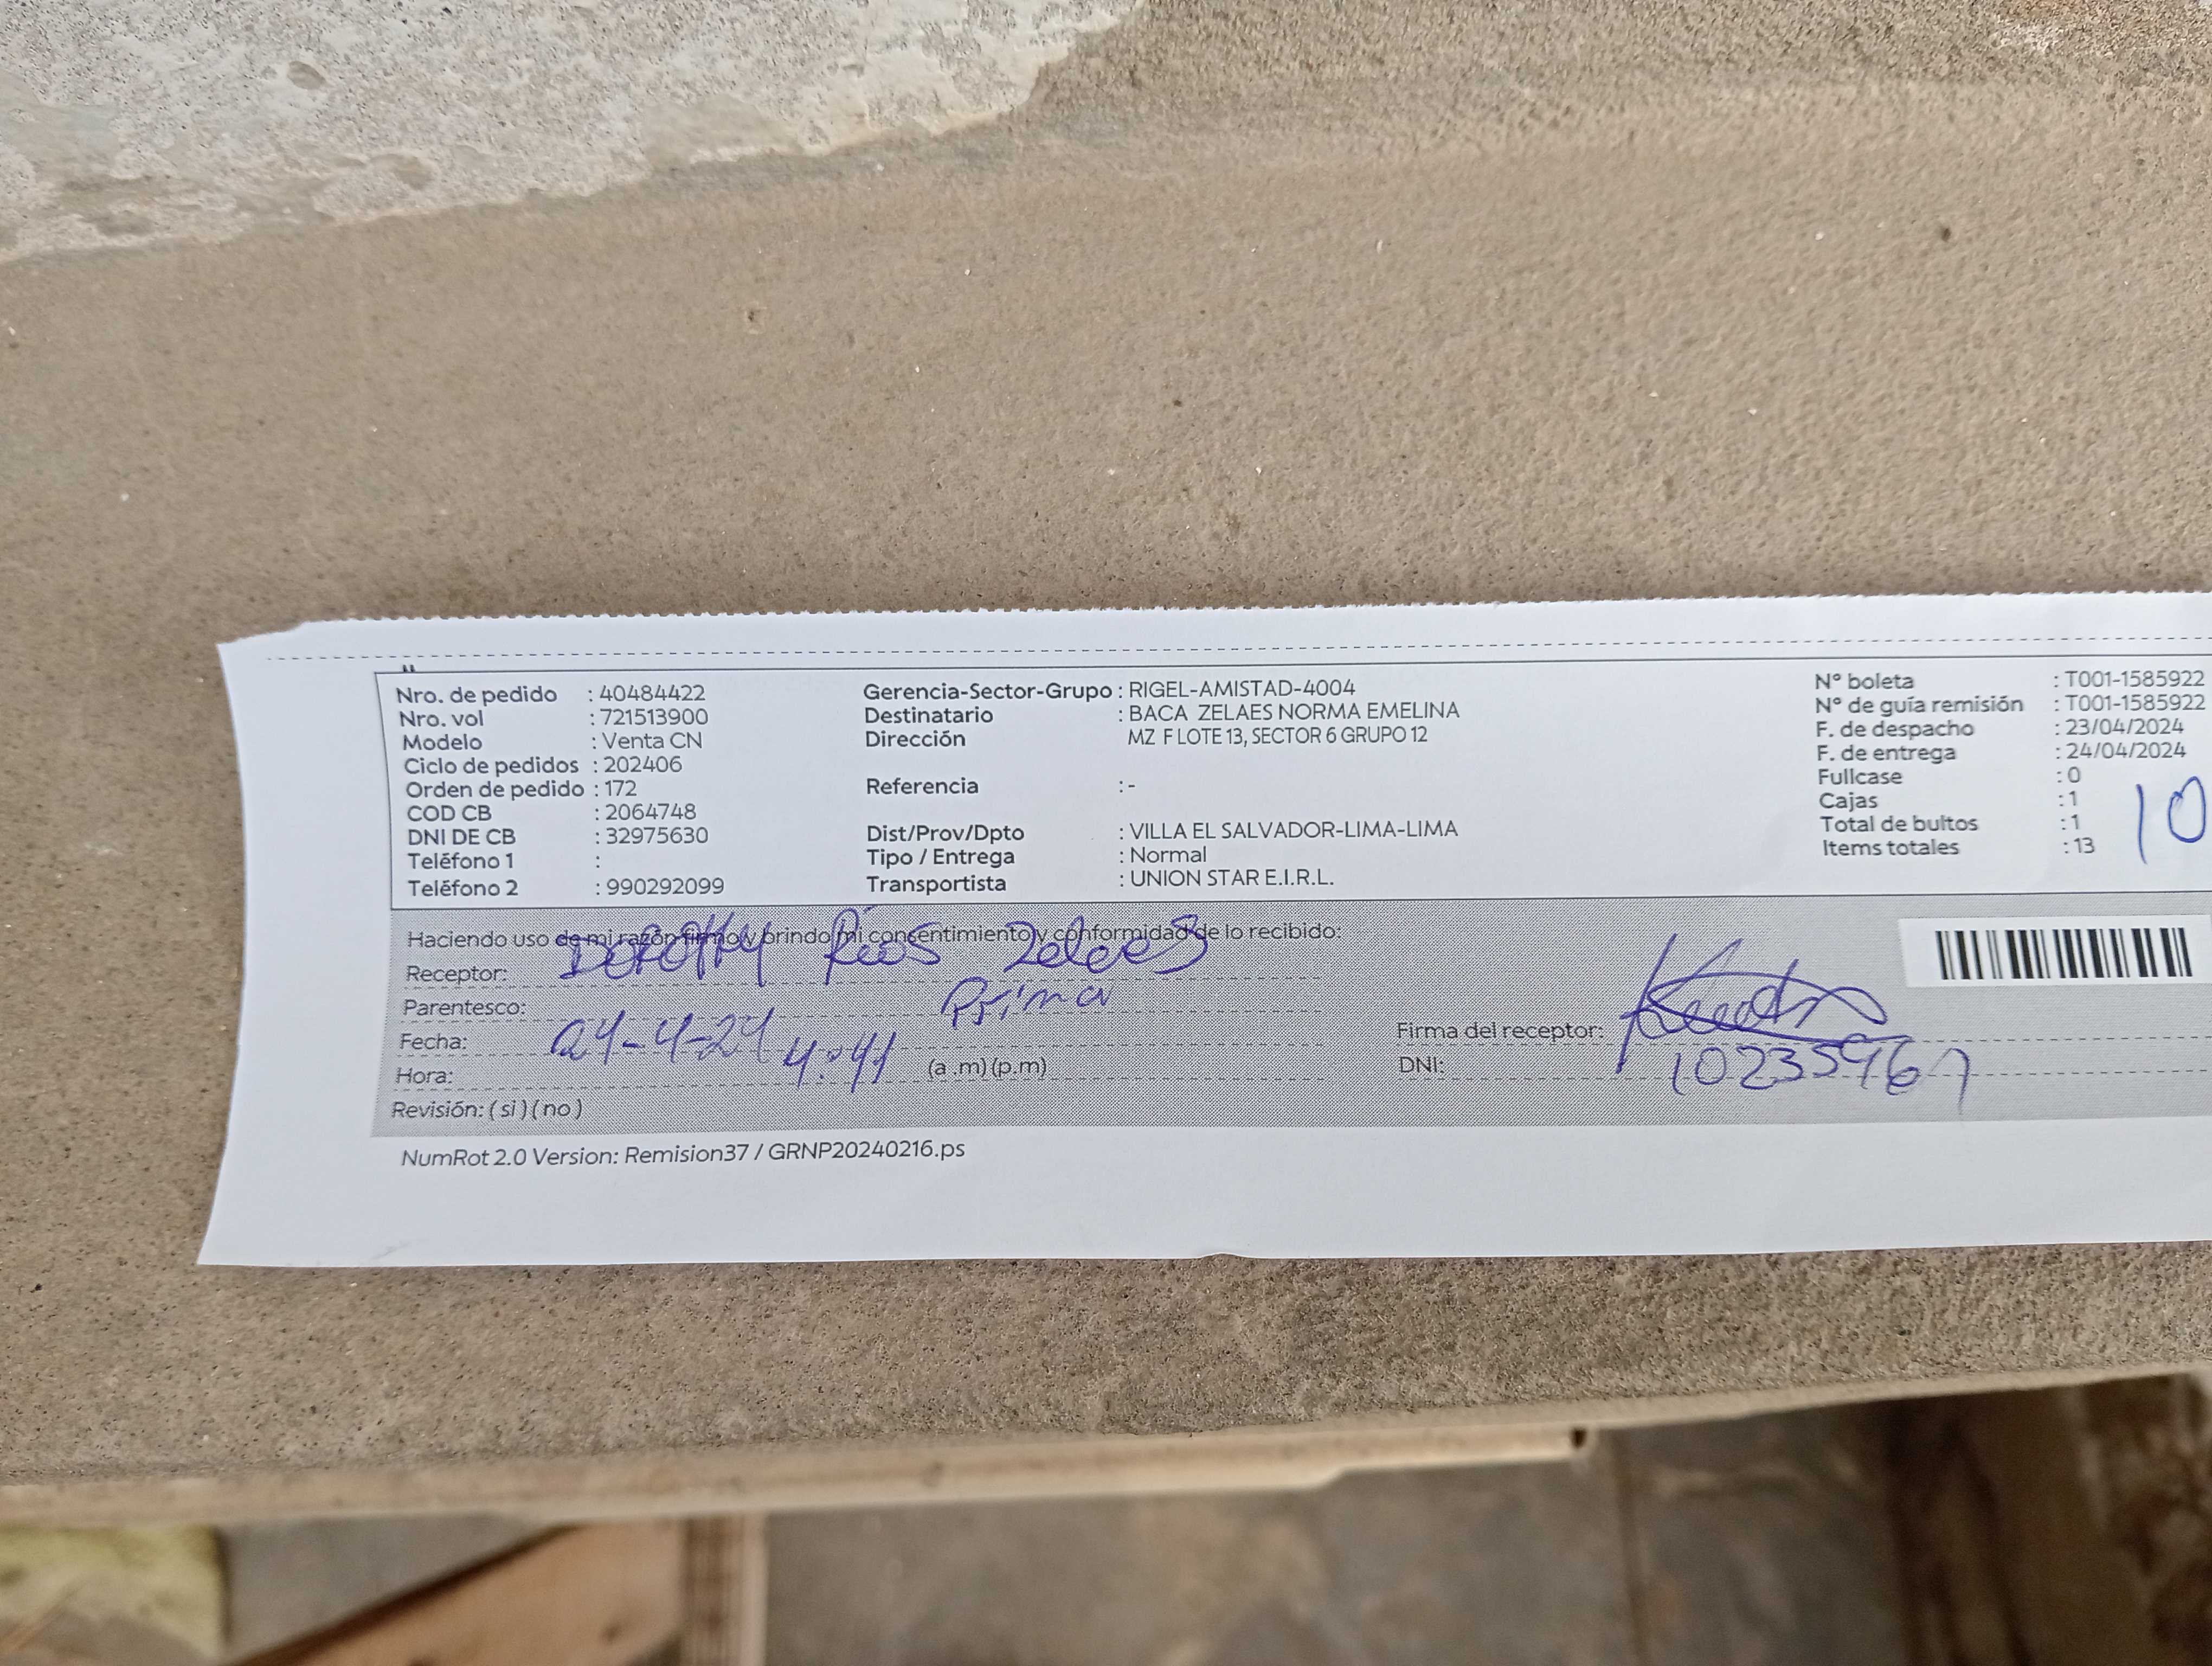 Nro. de pedido : 40484422
Nro. vol : 721513900
Modelo : Venta CN
Ciclo de pedidos : 202406
Orden de pedido : 172
COD CB : 2064748
DNI DE CB : 32975630
Teléfono 1 :
Teléfono 2 : 990292099
Gerencia-Sector-Grupo : RIGEL-AMISTAD-4004
Destinatario : BACA ZELAES NORMA EMELINA
Dirección MZ F LOTE 13, SECTOR 6 GRUPO 12
Referencia : -
Dist/Prov/Dpto : VILLA EL SALVADOR-LIMA-LIMA
Tipo / Entrega : Normal
Transportista : UNION STAR E.I.R.L.
N° boleta : T001-1585922
N° de guía remisión : T001-1585922
F. de despacho : 23/04/2024
F. de entrega : 24/04/2024
Fullcase : 0
Cajas : 1
Total de bultos : 1
Items totales : 13
10
Haciendo uso de mi razón firmo y brindo mi consentimiento y conformidad de lo recibido:
Receptor: Dorothy Ríos Zelaes
Parentesco: Prima
Fecha: 24-4-24
Hora: 4:41 (a .m) (p.m)
Revisión: ( si ) ( no )
Firma del receptor:
DNI: 10235967
NumRot 2.0 Version: Remision37 / GRNP20240216.ps